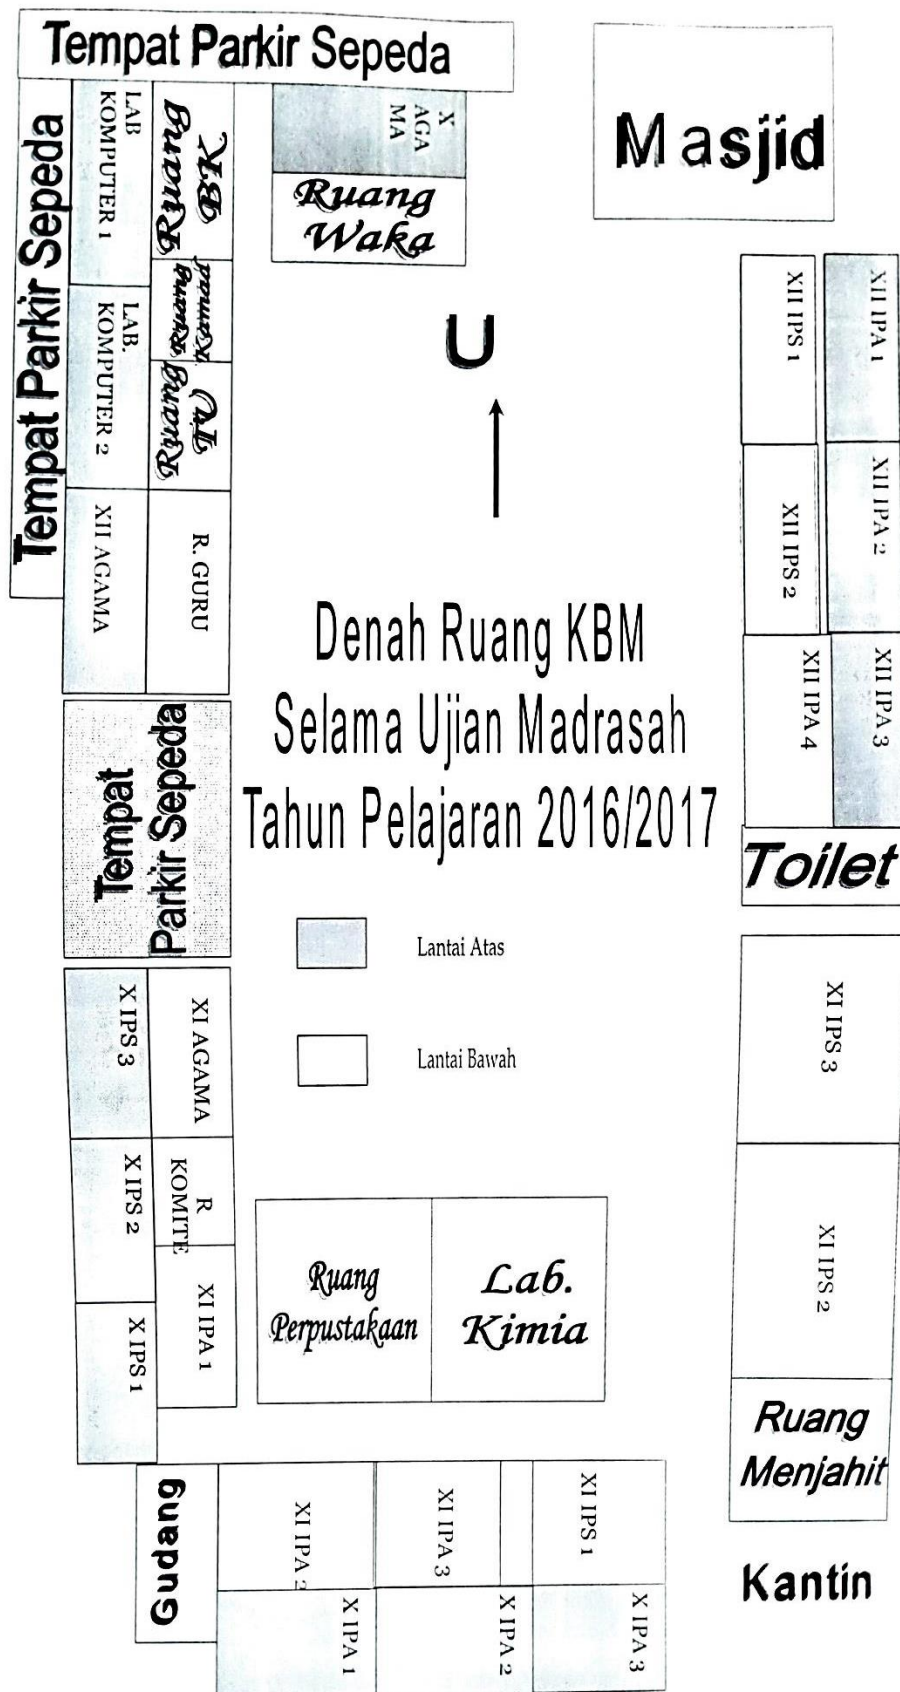 Tempat Parkir Sepeda
Masjid
Tempat Parkir Sepeda
LAB
KOMPUTER 1
Ruang
BTK
X
AGA
MA
Ruang
Waka
LAB.
KOMPUTER 2
Ruang
Ruang
TU
XII AGAMA
R. GURU
U
XII IPS 1
XII IPA 1
XII IPS 2
XII IPA 2
XII IPA 4
XII IPA 3
Denah Ruang KBM
Selama Ujian Madrasah
Tahun Pelajaran 2016/2017
Tempat
Parkir Sepeda
Toilet
Lantai Atas
Lantai Bawah
X IPS 3
XI AGAMA
X IPS 2
R
KOMITE
X IPS 1
XI IPA 1
Ruang
Perpustakaan
Lab.
Kimia
XI IPS 3
XI IPS 2
Ruang
Menjahit
Kantin
Gudang
XI IPA
XI IPA 3
XI IPS 1
X IPA 1
X IPA 2
X IPA 3